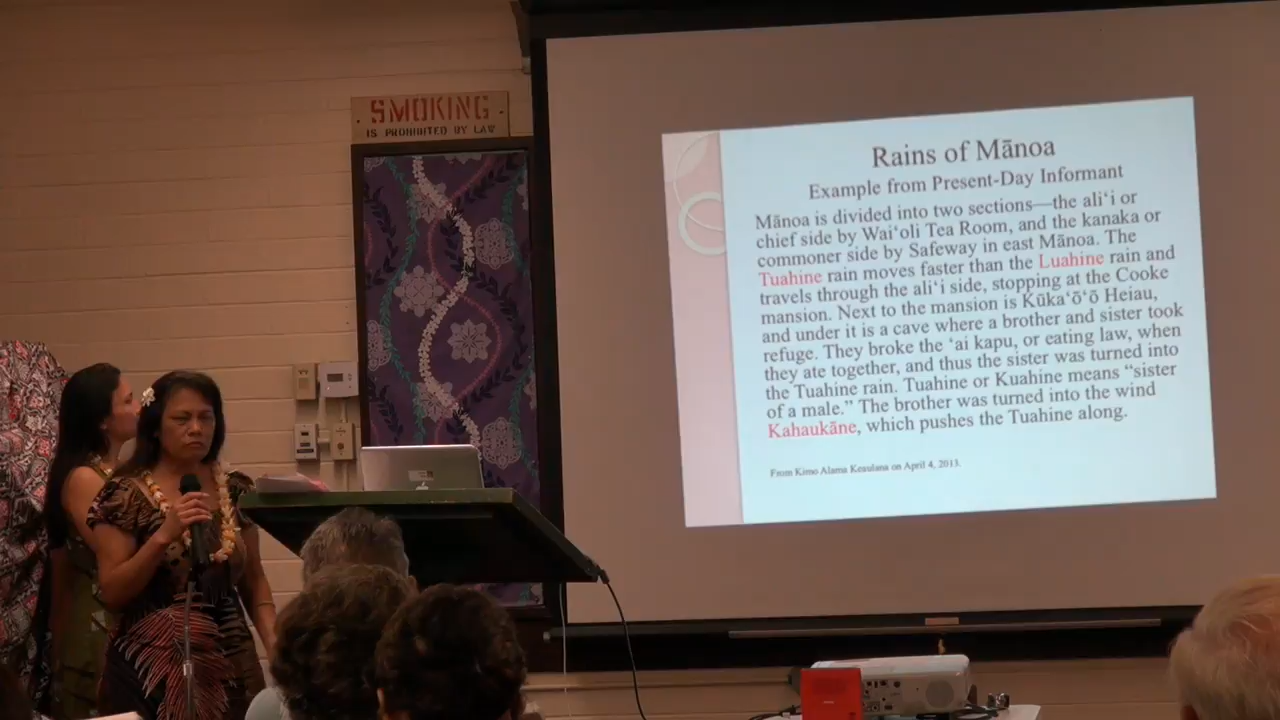 SMOKING
IS PROHIBITED BY LAW
Rains of Mānoa
Example from Present-Day Informant
Mānoa is divided into two sections—the aliʻi or
chief side by Waiʻoli Tea Room, and the kanaka or
commoner side by Safeway in east Mānoa. The
Tuahine rain moves faster than the Luahine rain and
travels through the aliʻi side, stopping at the Cooke
mansion. Next to the mansion is Kūkaʻōʻō Heiau,
and under it is a cave where a brother and sister took
refuge. They broke the ʻai kapu, or eating law, when
they ate together, and thus the sister was turned into
the Tuahine rain. Tuahine or Kuahine means “sister
of a male.” The brother was turned into the wind
Kahaukāne, which pushes the Tuahine along.
From Kimo Alama Keaulana on April 4, 2013.